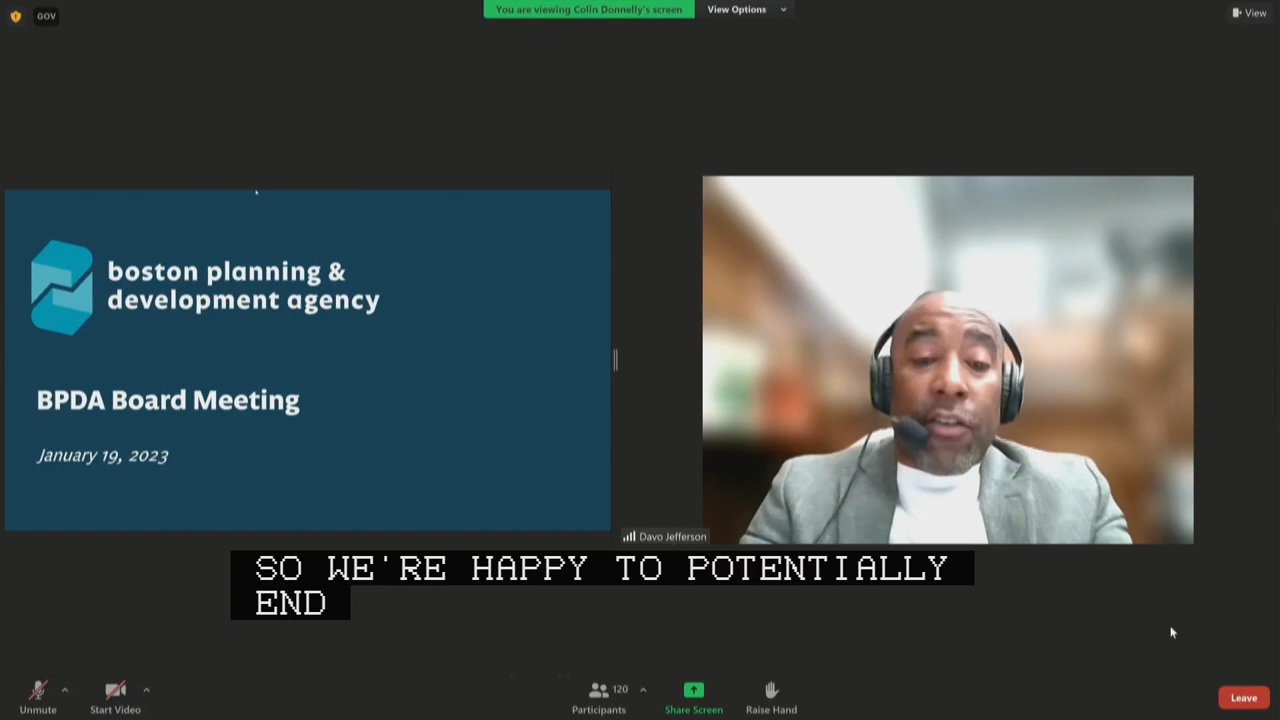 GOV
You are viewing Colin Donnelly's screen
View Options
View
boston planning &
development agency
BPDA Board Meeting
January 19, 2023
Davo Jefferson
SO WE'RE HAPPY TO POTENTIALLY
END
Unmute
Start Video
120
Participants
Share Screen
Raise Hand
Leave